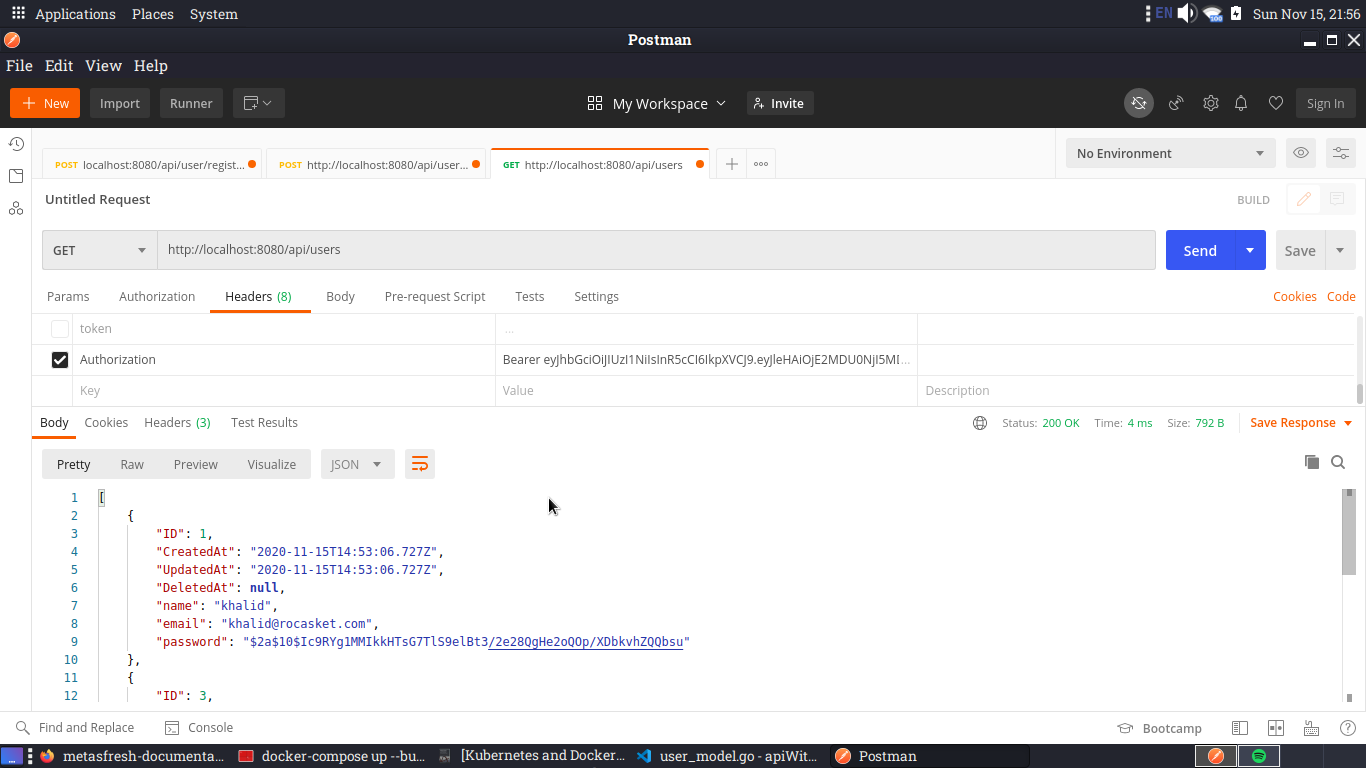 Applications Places System EN 100 Sun Nov 15, 21:56
Postman
File Edit View Help
New Import Runner My Workspace Invite Sign In
POST localhost:8080/api/user/regist... POST http://localhost:8080/api/user... GET http://localhost:8080/api/users No Environment
Untitled Request BUILD
GET http://localhost:8080/api/users Send Save
Params Authorization Headers (8) Body Pre-request Script Tests Settings Cookies Code
token ...
Authorization Bearer eyJhbGciOiJIUzI1NiIsInR5cCI6IkpXVCJ9.eyJleHAiOjE2MDU0NjI5MI...
Key Value Description
Body Cookies Headers (3) Test Results Status: 200 OK Time: 4 ms Size: 792 B Save Response
Pretty Raw Preview Visualize JSON
1 [
2 {
3 "ID": 1,
4 "CreatedAt": "2020-11-15T14:53:06.727Z",
5 "UpdatedAt": "2020-11-15T14:53:06.727Z",
6 "DeletedAt": null,
7 "name": "khalid",
8 "email": "khalid@rocasket.com",
9 "password": "$2a$10$Ic9RYg1MMIkkHTsG7TlS9elBt3/2e28QgHe2oQOp/XDbkvhZQQbsu"
10 },
11 {
12 "ID": 3,
Find and Replace Console Bootcamp
metasfresh-documenta... docker-compose up --bu... [Kubernetes and Docker... user_model.go - apiWit... Postman